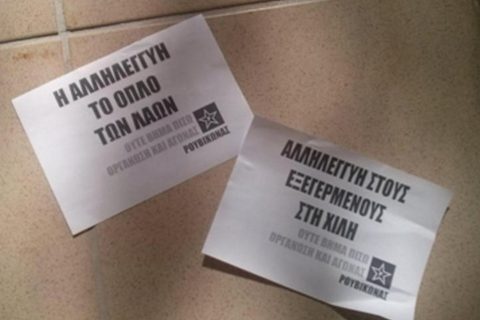 Η ΑΛΛΗΛΕΓΓΥΗ
ΤΟ ΟΠΛΟ
ΤΩΝ ΛΑΩΝ
ΟΥΤΕ ΒΗΜΑ ΠΙΣΩ
ΟΡΓΑΝΩΣΗ ΚΑΙ ΑΓΩΝΑΣ
ΡΟΥΒΙΚΩΝΑΣ
ΑΛΛΗΛΕΓΓΥΗ ΣΤΟΥΣ
ΕΞΕΓΕΡΜΕΝΟΥΣ
ΣΤΗ ΧΙΛΗ
ΟΥΤΕ ΒΗΜΑ ΠΙΣΩ
ΟΡΓΑΝΩΣΗ ΚΑΙ ΑΓΩΝΑΣ
ΡΟΥΒΙΚΩΝΑΣ